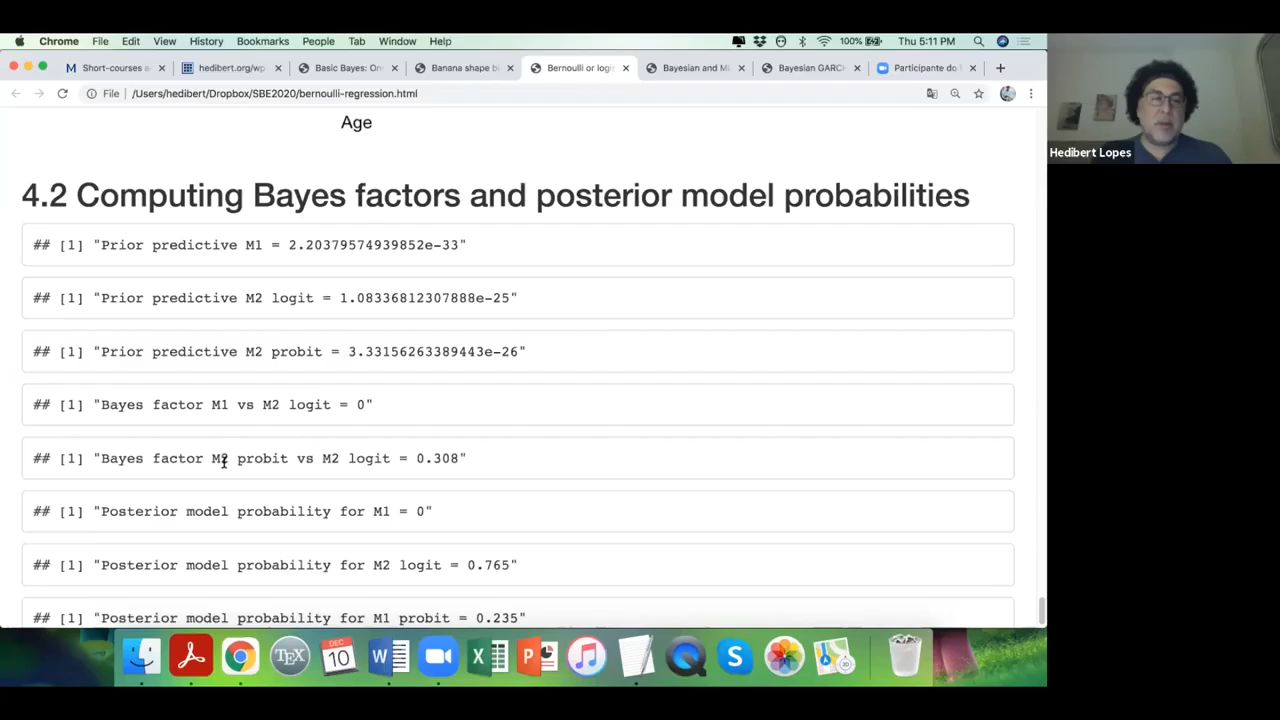 Chrome File Edit View History Bookmarks People Tab Window Help 100% Thu 5:11 PM
Short-courses a hedibert.org/wp- Basic Bayes: On Banana shape b Bernoulli or logi Bayesian and M Bayesian GARCH Participante do
File /Users/hedibert/Dropbox/SBE2020/bernoulli-regression.html
Age
Hedibert Lopes
4.2 Computing Bayes factors and posterior model probabilities
## [1] "Prior predictive M1 = 2.20379574939852e-33"
## [1] "Prior predictive M2 logit = 1.08336812307888e-25"
## [1] "Prior predictive M2 probit = 3.33156263389443e-26"
## [1] "Bayes factor M1 vs M2 logit = 0"
## [1] "Bayes factor M2 probit vs M2 logit = 0.308"
## [1] "Posterior model probability for M1 = 0"
## [1] "Posterior model probability for M2 logit = 0.765"
## [1] "Posterior model probability for M1 probit = 0.235"
TEX
DEC
10
W
X
P
S